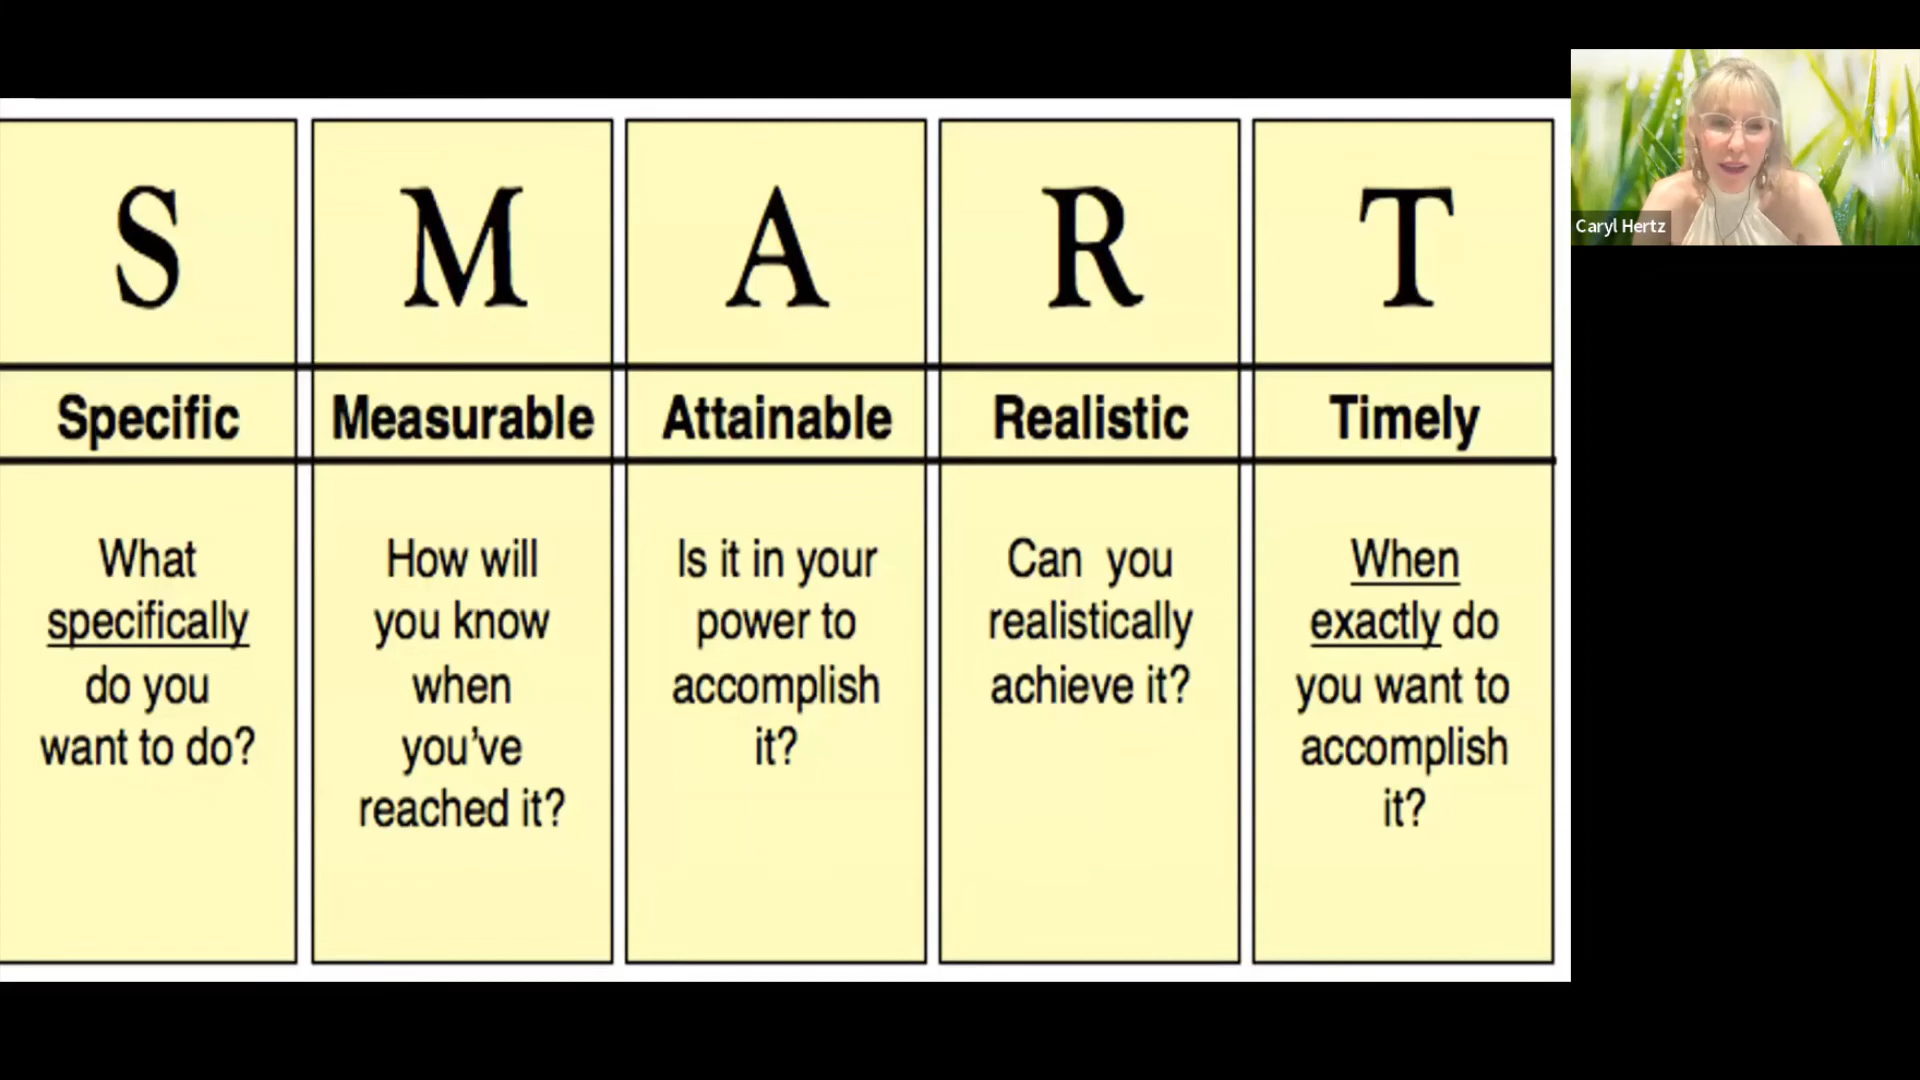 S
M
A
R
T
Specific
Measurable
Attainable
Realistic
Timely
What
specifically
do you
want to do?
How will
you know
when
you've
reached it?
Is it in your
power to
accomplish
it?
Can you
realistically
achieve it?
When
exactly do
you want to
accomplish
it?
Caryl Hertz